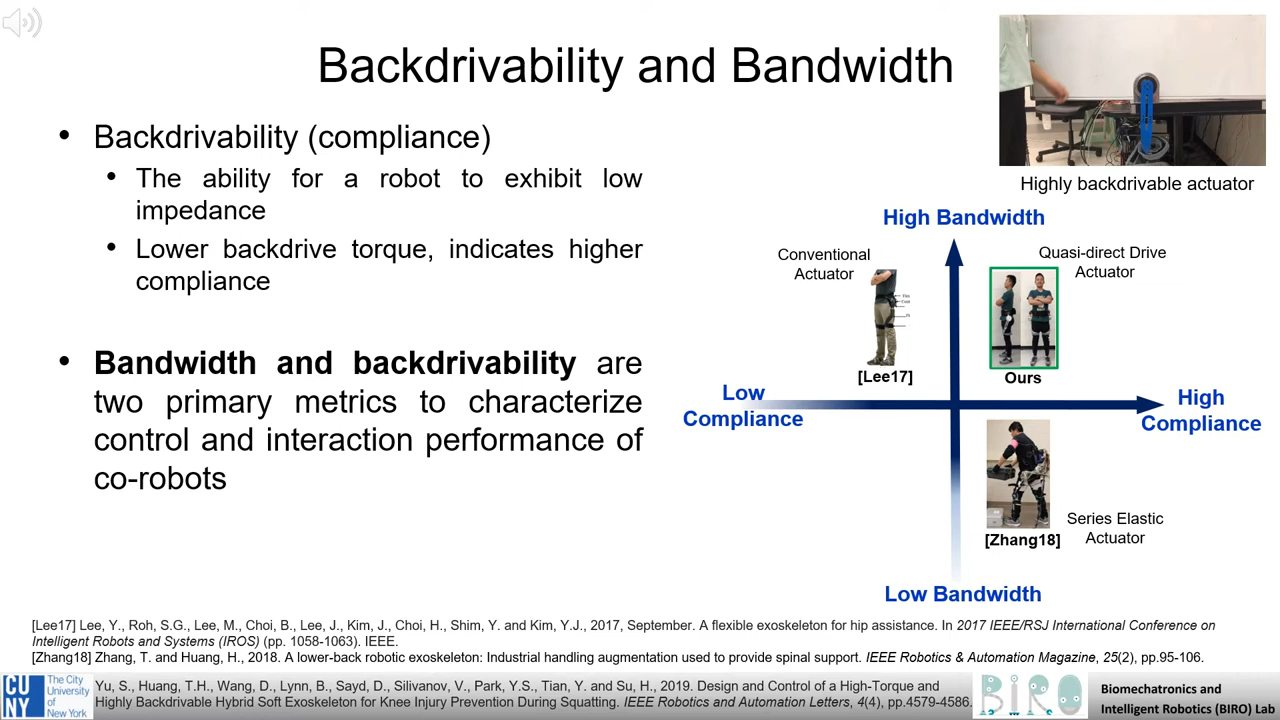 Backdrivability and Bandwidth
• Backdrivability (compliance)
• The ability for a robot to exhibit low
impedance
• Lower backdrive torque, indicates higher
compliance
• Bandwidth and backdrivability are
two primary metrics to characterize
control and interaction performance of
co-robots
Highly backdrivable actuator
High Bandwidth
Conventional
Actuator
Quasi-direct Drive
Actuator
[Lee17]
Ours
Low
Compliance
High
Compliance
[Zhang18]
Series Elastic
Actuator
Low Bandwidth
[Lee17] Lee, Y., Roh, S.G., Lee, M., Choi, B., Lee, J., Kim, J., Choi, H., Shim, Y. and Kim, Y.J., 2017, September. A flexible exoskeleton for hip assistance. In 2017 IEEE/RSJ International Conference on
Intelligent Robots and Systems (IROS) (pp. 1058-1063). IEEE.
[Zhang18] Zhang, T. and Huang, H., 2018. A lower-back robotic exoskeleton: Industrial handling augmentation used to provide spinal support. IEEE Robotics & Automation Magazine, 25(2), pp.95-106.
CU
NY
The City
University
of
New York
Yu, S., Huang, T.H., Wang, D., Lynn, B., Sayd, D., Silivanov, V., Park, Y.S., Tian, Y. and Su, H., 2019. Design and Control of a High-Torque and
Highly Backdrivable Hybrid Soft Exoskeleton for Knee Injury Prevention During Squatting. IEEE Robotics and Automation Letters, 4(4), pp.4579-4586.
BIRO
Biomechatronics and
Intelligent Robotics (BIRO) Lab